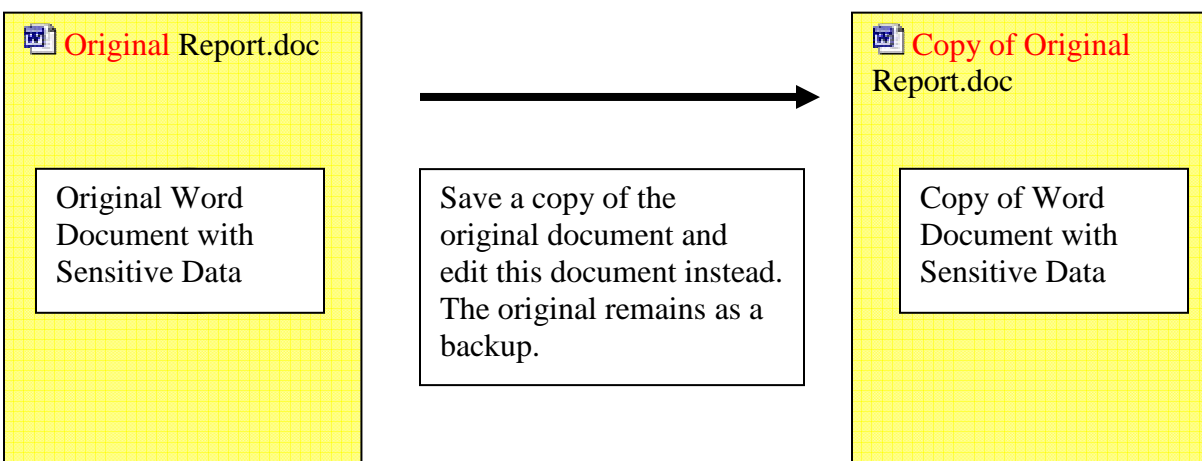 Original Report.doc
Original Word
Document with
Sensitive Data
Save a copy of the
original document and
edit this document instead.
The original remains as a
backup.
Copy of Original
Report.doc
Copy of Word
Document with
Sensitive Data